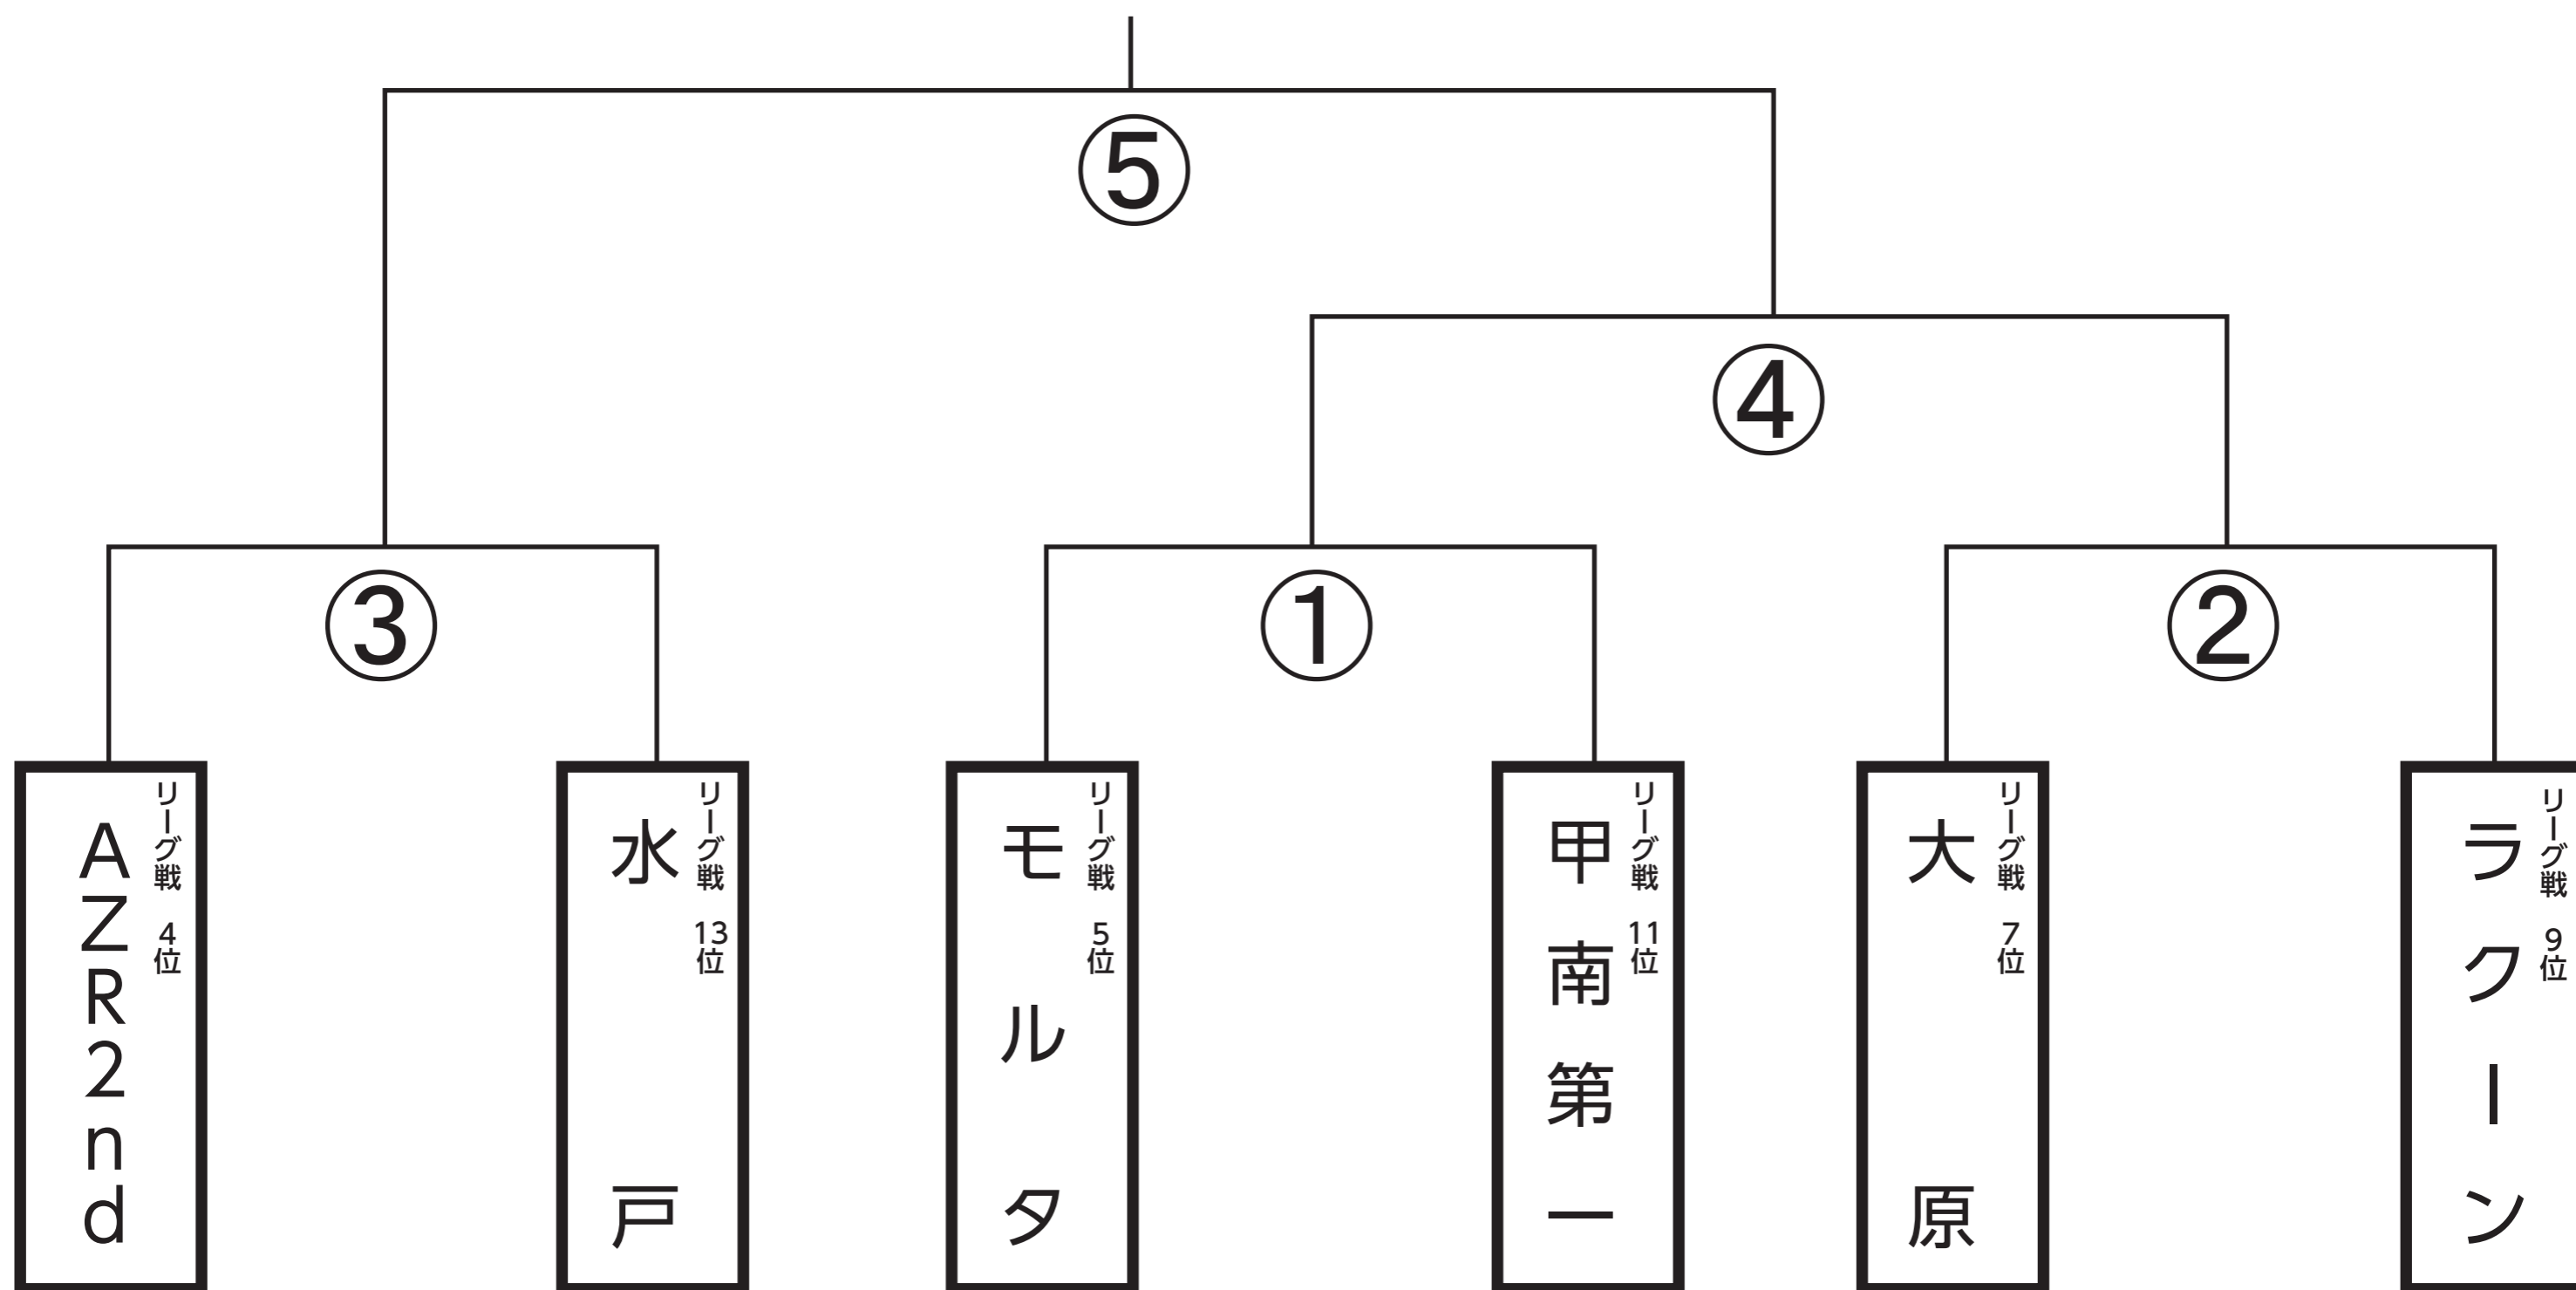 ⑤
④
③
①
②
リーグ戦 4位
AZR2nd
リーグ戦 13位
水戸
リーグ戦 5位
モルタ
リーグ戦 11位
甲南第一
リーグ戦 7位
大原
リーグ戦 9位
ラクーン